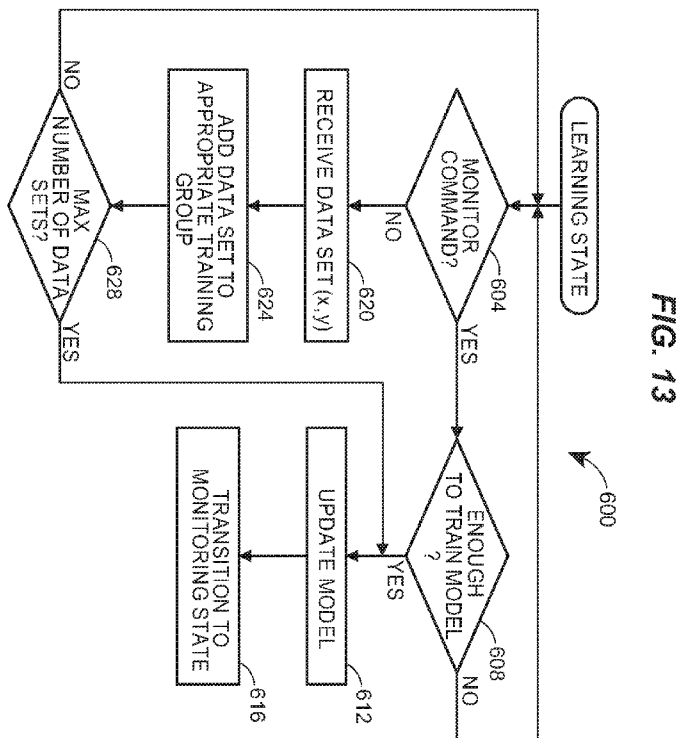 FIG. 13
600
LEARNING STATE
MONITOR
COMMAND?
604
YES
NO
ENOUGH
TO TRAIN MODEL
?
608
NO
YES
RECEIVE DATA SET (x,y)
620
UPDATE MODEL
612
ADD DATA SET TO
APPROPRIATE TRAINING
GROUP
624
TRANSITION TO
MONITORING STATE
616
MAX
NUMBER OF DATA
SETS?
628
NO
YES